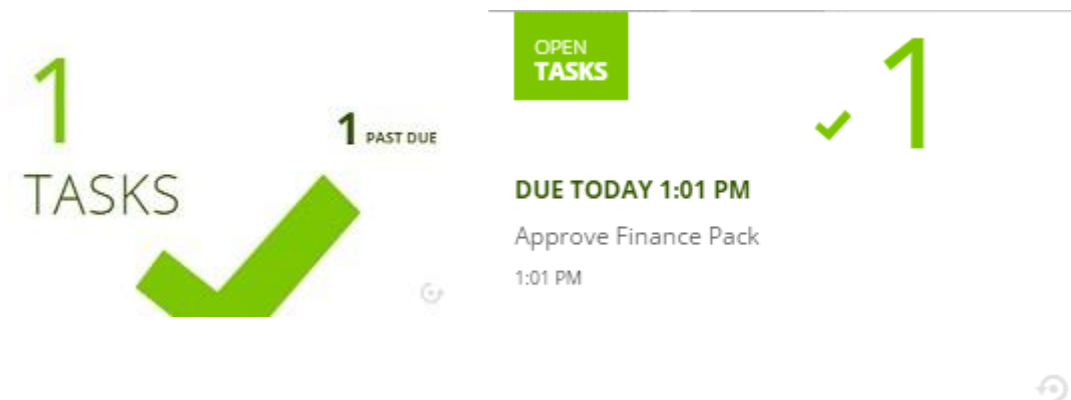 1
TASKS
1 PAST DUE
OPEN
TASKS
1
DUE TODAY 1:01 PM
Approve Finance Pack
1:01 PM